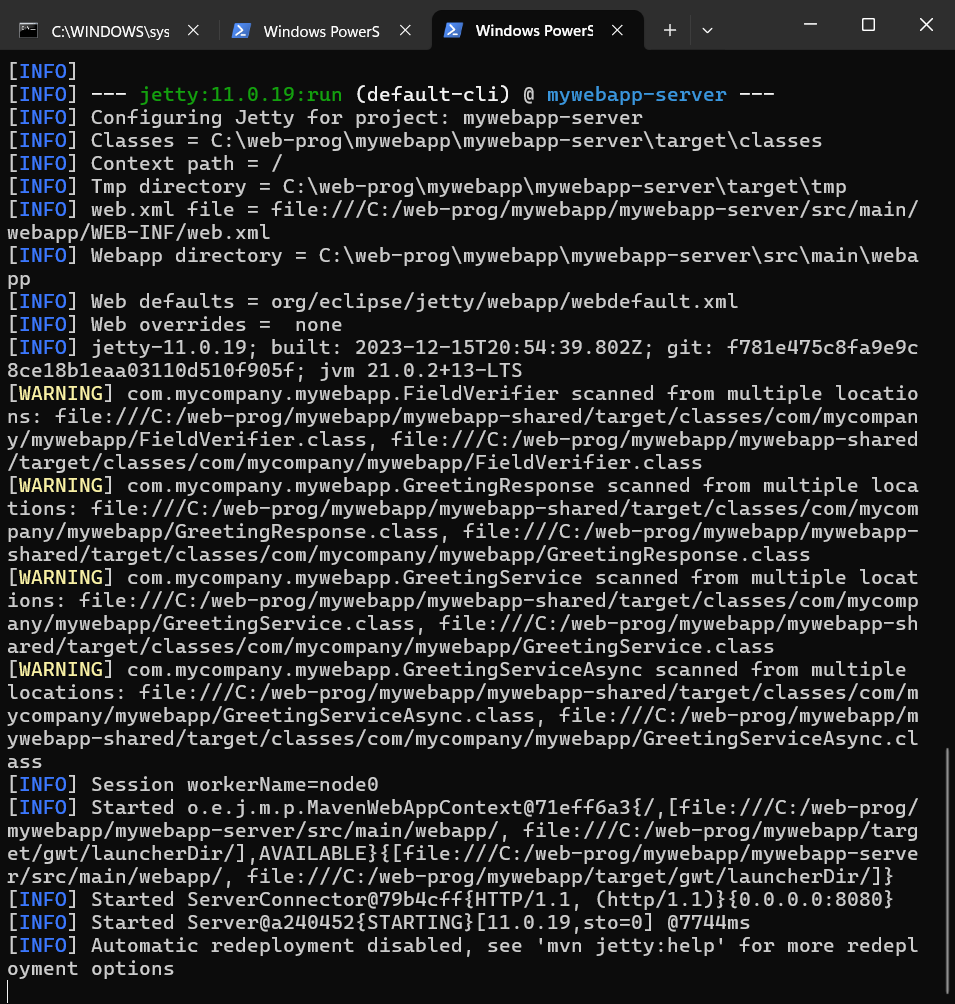 C:\WINDOWS\sys
Windows PowerS
Windows PowerS
[INFO]
[INFO] --- jetty:11.0.19:run (default-cli) @ mywebapp-server ---
[INFO] Configuring Jetty for project: mywebapp-server
[INFO] Classes = C:\web-prog\mywebapp\mywebapp-server\target\classes
[INFO] Context path = /
[INFO] Tmp directory = C:\web-prog\mywebapp\mywebapp-server\target\tmp
[INFO] web.xml file = file:///C:/web-prog/mywebapp/mywebapp-server/src/main/
webapp/WEB-INF/web.xml
[INFO] Webapp directory = C:\web-prog\mywebapp\mywebapp-server\src\main\weba
pp
[INFO] Web defaults = org/eclipse/jetty/webapp/webdefault.xml
[INFO] Web overrides =  none
[INFO] jetty-11.0.19; built: 2023-12-15T20:54:39.802Z; git: f781e475c8fa9e9c
8ce18b1eaa03110d510f905f; jvm 21.0.2+13-LTS
[WARNING] com.mycompany.mywebapp.FieldVerifier scanned from multiple locatio
ns: file:///C:/web-prog/mywebapp/mywebapp-shared/target/classes/com/mycompan
y/mywebapp/FieldVerifier.class, file:///C:/web-prog/mywebapp/mywebapp-shared
/target/classes/com/mycompany/mywebapp/FieldVerifier.class
[WARNING] com.mycompany.mywebapp.GreetingResponse scanned from multiple loca
tions: file:///C:/web-prog/mywebapp/mywebapp-shared/target/classes/com/mycom
pany/mywebapp/GreetingResponse.class, file:///C:/web-prog/mywebapp/mywebapp-
shared/target/classes/com/mycompany/mywebapp/GreetingResponse.class
[WARNING] com.mycompany.mywebapp.GreetingService scanned from multiple locat
ions: file:///C:/web-prog/mywebapp/mywebapp-shared/target/classes/com/mycomp
any/mywebapp/GreetingService.class, file:///C:/web-prog/mywebapp/mywebapp-sh
ared/target/classes/com/mycompany/mywebapp/GreetingService.class
[WARNING] com.mycompany.mywebapp.GreetingServiceAsync scanned from multiple
locations: file:///C:/web-prog/mywebapp/mywebapp-shared/target/classes/com/m
ycompany/mywebapp/GreetingServiceAsync.class, file:///C:/web-prog/mywebapp/m
ywebapp-shared/target/classes/com/mycompany/mywebapp/GreetingServiceAsync.cl
ass
[INFO] Session workerName=node0
[INFO] Started o.e.j.m.p.MavenWebAppContext@71eff6a3{/,[file:///C:/web-prog/
mywebapp/mywebapp-server/src/main/webapp/, file:///C:/web-prog/mywebapp/targ
et/gwt/launcherDir/],AVAILABLE}{[file:///C:/web-prog/mywebapp/mywebapp-serve
r/src/main/webapp/, file:///C:/web-prog/mywebapp/target/gwt/launcherDir/]}
[INFO] Started ServerConnector@79b4cff{HTTP/1.1, (http/1.1)}{0.0.0.0:8080}
[INFO] Started Server@a240452{STARTING}[11.0.19,sto=0] @7744ms
[INFO] Automatic redeployment disabled, see 'mvn jetty:help' for more redepl
oyment options